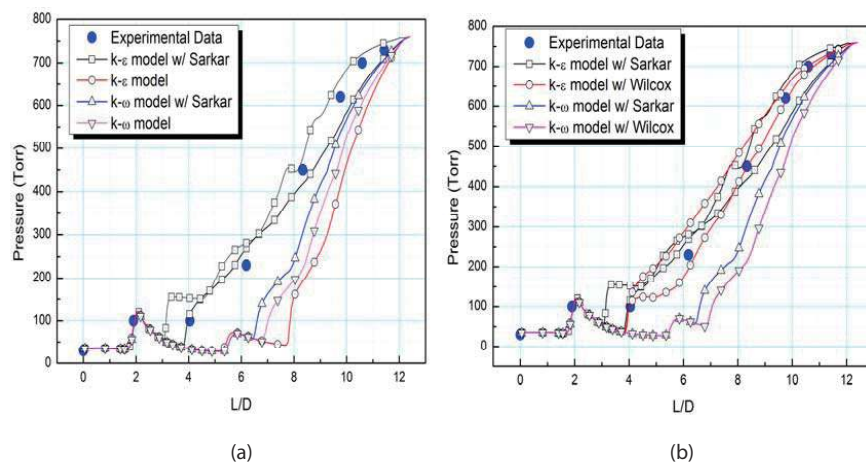 800
700
600
500
400
300
200
100
0
Pressure (Torr)
Experimental Data
k-ε model w/ Sarkar
k-ε model
k-ω model w/ Sarkar
k-ω model
0 2 4 6 8 10 12
L/D
(a)
800
700
600
500
400
300
200
100
0
Pressure (Torr)
Experimental Data
k-ε model w/ Sarkar
k-ε model w/ Wilcox
k-ω model w/ Sarkar
k-ω model w/ Wilcox
0 2 4 6 8 10 12
L/D
(b)